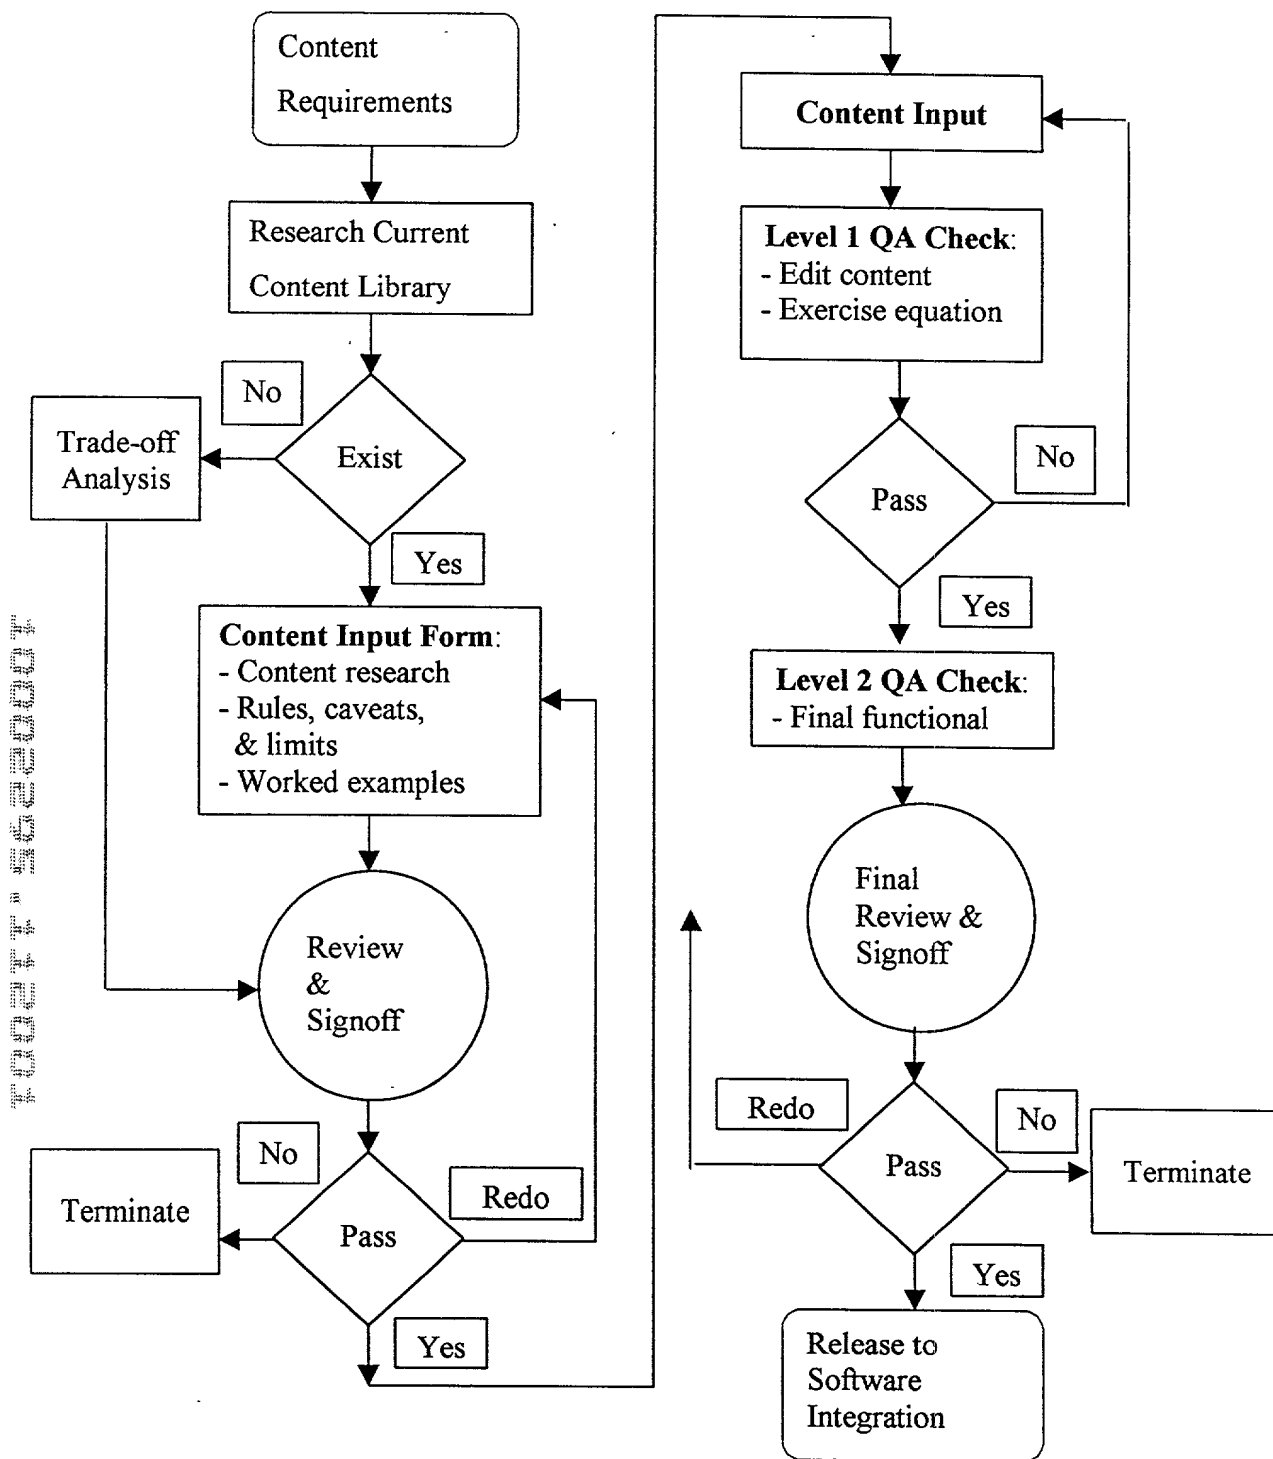 Content
Requirements
Research Current
Content Library
No
Exist
Trade-off
Analysis
Yes
Content Input Form:
- Content research
- Rules, caveats,
& limits
- Worked examples
Review
&
Signoff
No
Redo
Terminate
Pass
Yes
Content Input
Level 1 QA Check:
- Edit content
- Exercise equation
No
Pass
Yes
Level 2 QA Check:
- Final functional
Final
Review &
Signoff
Redo
No
Pass
Terminate
Yes
Release to
Software
Integration